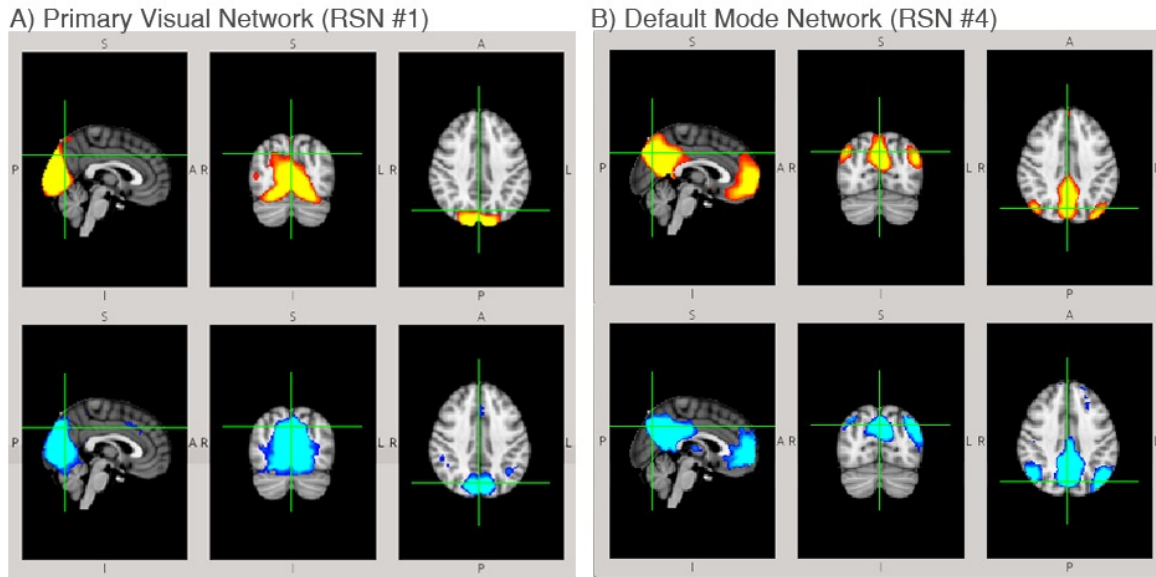 A) Primary Visual Network (RSN #1)
S S A
P A R L R L
I I P
S S A
P A R L R L
I I P
B) Default Mode Network (RSN #4)
S S A
P A R L R
I I P
S S A
P A R L R
I I P